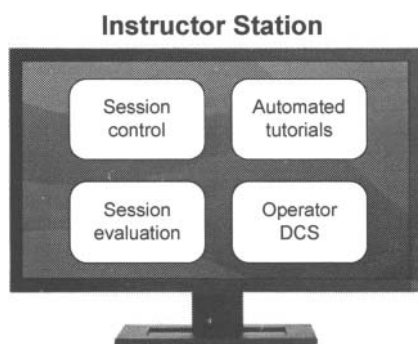 Instructor Station
Session
control
Automated
tutorials
Session
evaluation
Operator
DCS